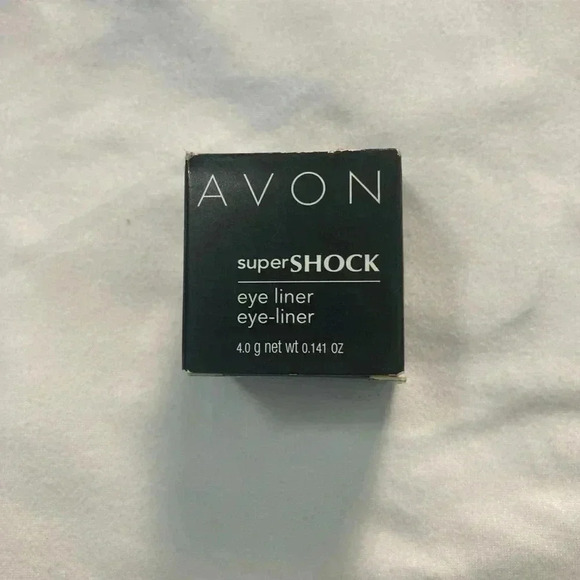 AVON
superSHOCK
eye liner
eye-liner
4.0 g net wt 0.141 OZ